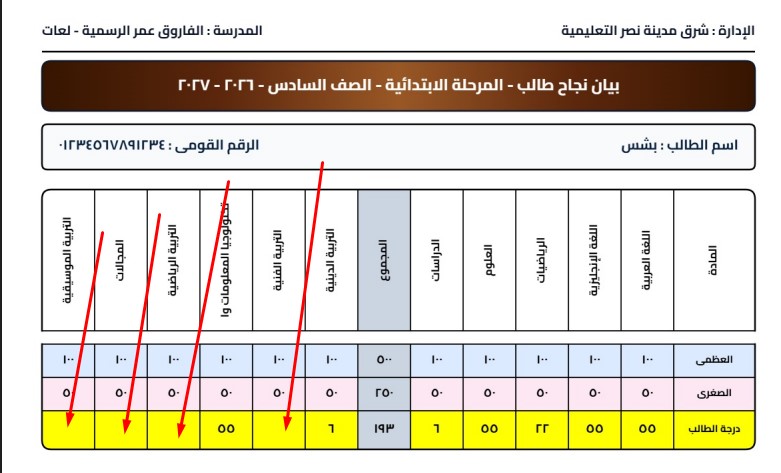 الإدارة : شرق مدينة نصر التعليمية
المدرسة : الفاروق عمر الرسمية - لغات
بيان نجاح طالب - المرحلة الابتدائية - الصف السادس - ٢٠٢٦ - ٢٠٢٧
اسم الطالب : بشس
الرقم القومى : ٠١٢٣٤٥٦٧٨٩١٢٣٤
المادة اللغة العربية اللغة الإنجليزية الرياضيات العلوم الدراسات المجموع التربية الدينية التربية الفنية تكنولوجيا المعلومات وا التربية الرياضية المجالات التربية الموسيقية
العظمى ١٠٠ ١٠٠ ١٠٠ ١٠٠ ١٠٠ ٥٠٠ ١٠٠ ١٠٠ ١٠٠ ١٠٠ ١٠٠ ١٠٠
الصغرى ٥٠ ٥٠ ٥٠ ٥٠ ٥٠ ٢٥٠ ٥٠ ٥٠ ٥٠ ٥٠ ٥٠ ٥٠
درجة الطالب ٥٥ ٥٥ ٢٢ ٥٥ ٦ ١٩٣ ٦ ٥٥